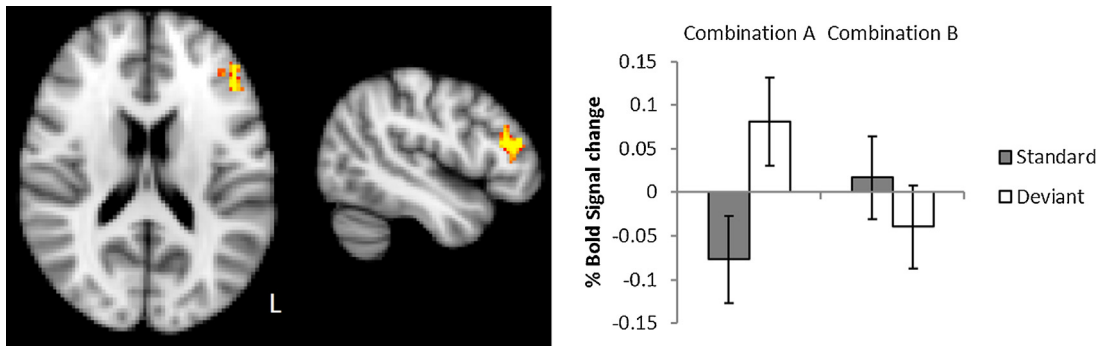 L
Combination A Combination B
% Bold Signal change
0.15
0.1
0.05
0
-0.05
-0.1
-0.15
Standard
Deviant